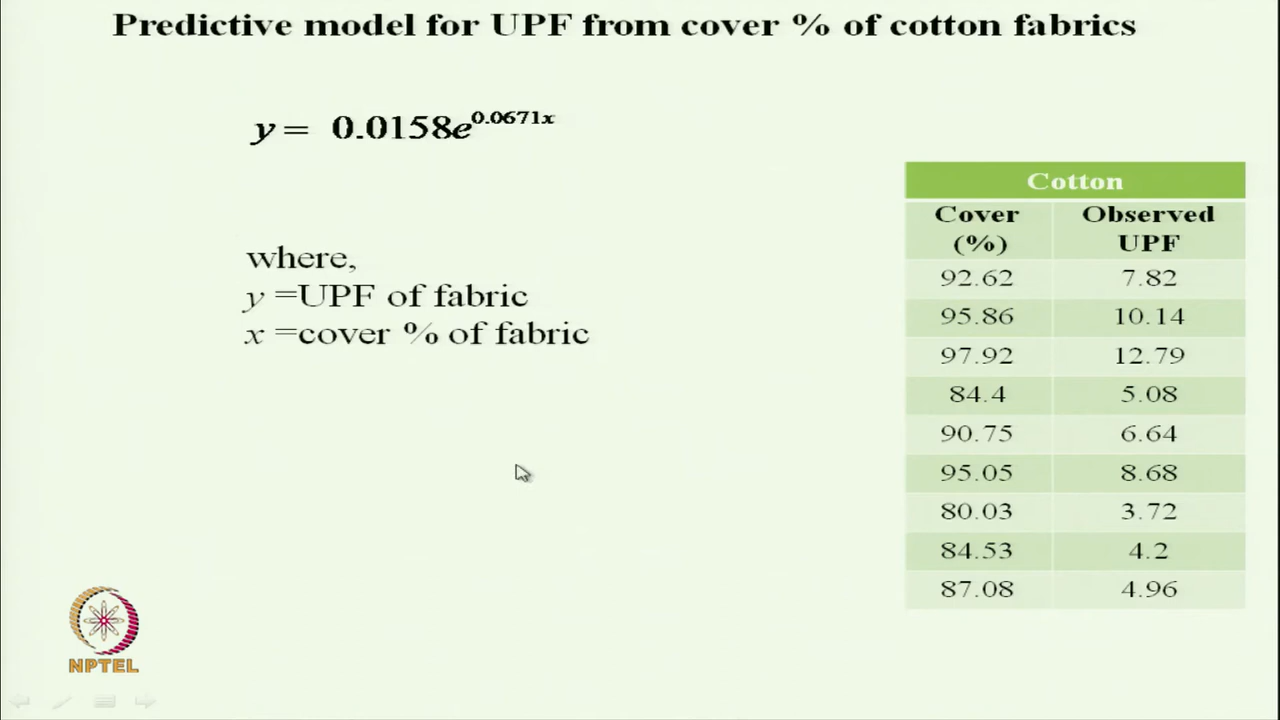 Predictive model for UPF from cover % of cotton fabrics
y = 0.0158e^0.0671x
where,
y =UPF of fabric
x =cover % of fabric
Cotton
Cover (%) Observed UPF
92.62 7.82
95.86 10.14
97.92 12.79
84.4 5.08
90.75 6.64
95.05 8.68
80.03 3.72
84.53 4.2
87.08 4.96
NPTEL